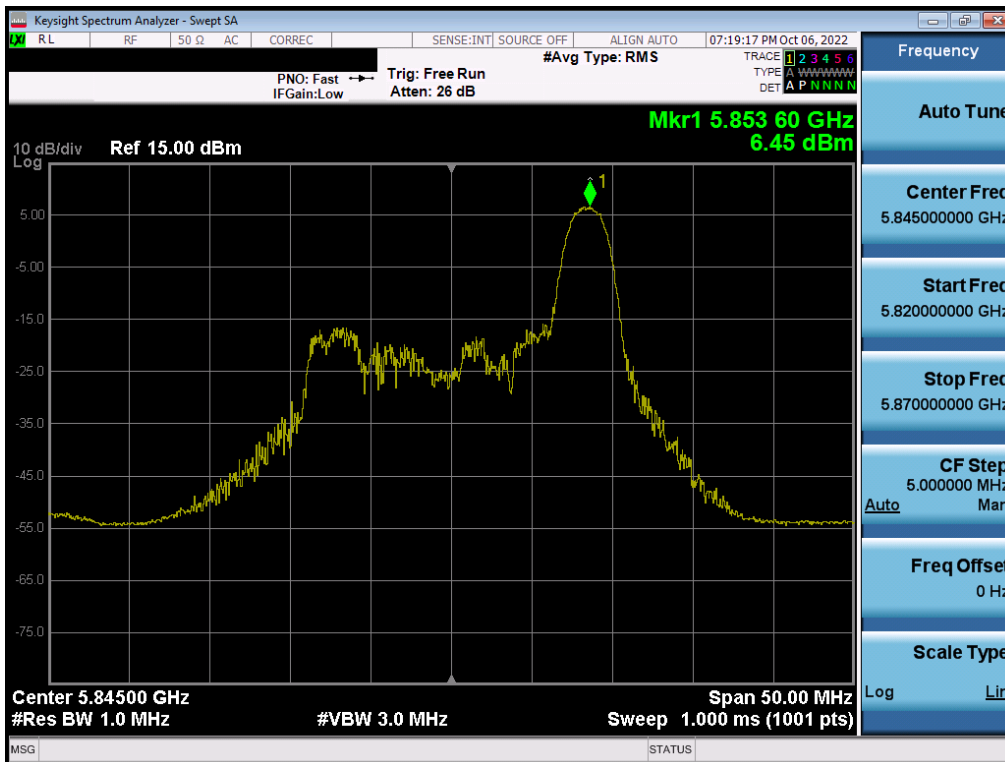 Keysight Spectrum Analyzer - Swept SA
LXI RL RF 50 Ω AC CORREC SENSE:INT SOURCE OFF ALIGN AUTO 07:19:17 PM Oct 06, 2022
#Avg Type: RMS
TRACE 1 2 3 4 5 6
PNO: Fast Trig: Free Run
TYPE A WWWWW
IFGain:Low Atten: 26 dB
DET A P N N N N
Mkr1 5.853 60 GHz
6.45 dBm
10 dB/div Ref 15.00 dBm
Log
1
5.00
-5.00
-15.0
-25.0
-35.0
-45.0
-55.0
-65.0
-75.0
Center 5.84500 GHz Span 50.00 MHz
#Res BW 1.0 MHz #VBW 3.0 MHz Sweep 1.000 ms (1001 pts)
MSG STATUS
Frequency
Auto Tune
Center Freq
5.845000000 GHz
Start Freq
5.820000000 GHz
Stop Freq
5.870000000 GHz
CF Step
5.000000 MHz
Auto Man
Freq Offset
0 Hz
Scale Type
Log Lin